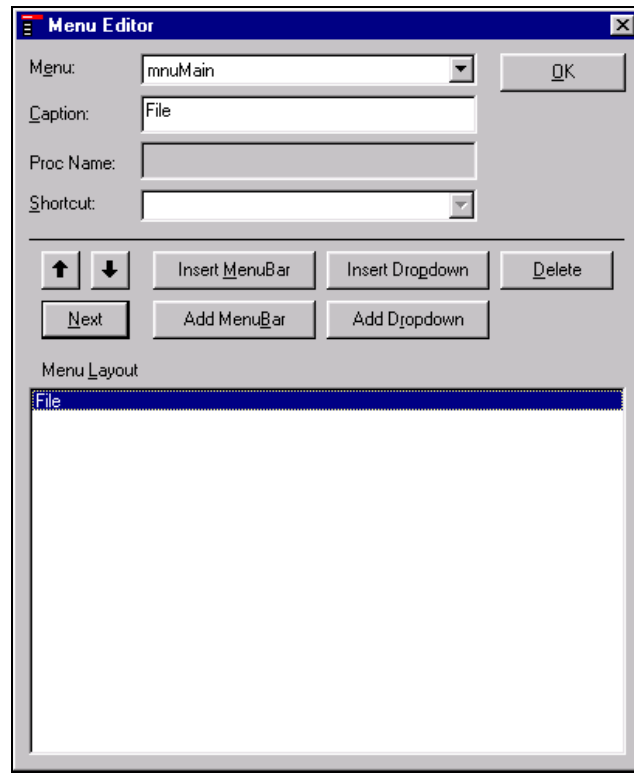 Menu Editor
Menu: mnuMain OK
Caption: File
Proc Name:
Shortcut:
Insert MenuBar Insert Dropdown Delete
Next Add MenuBar Add Dropdown
Menu Layout
File